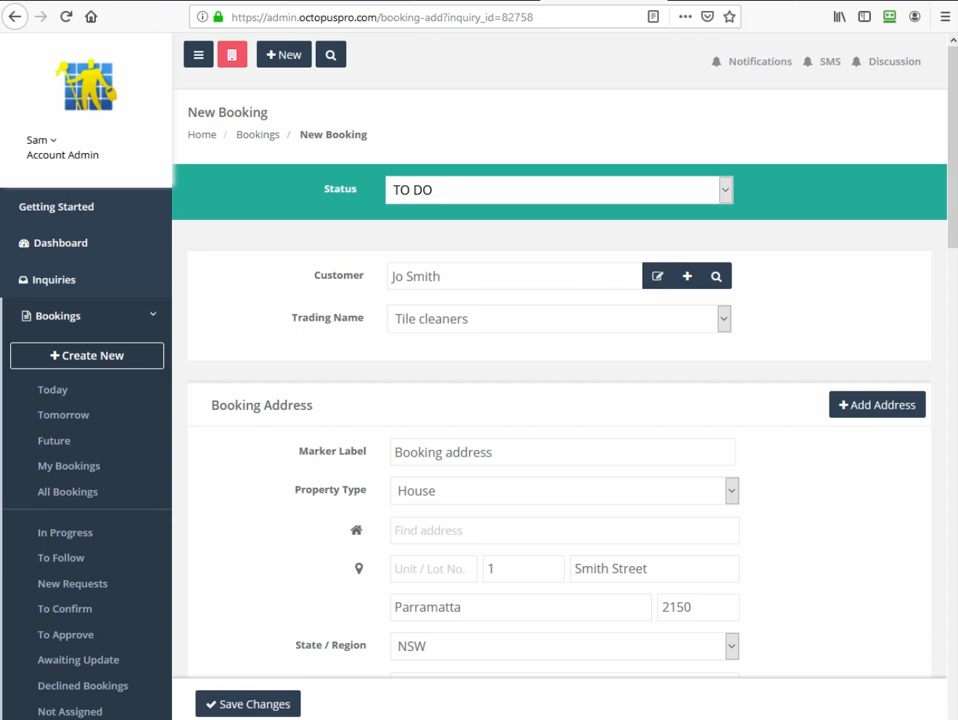 https://admin.octopuspro.com/booking-add?inquiry_id=82758
New
Notifications SMS Discussion
Sam
Account Admin
New Booking
Home / Bookings / New Booking
Status TO DO
Getting Started
Dashboard
Inquiries
Bookings
Create New
Today
Tomorrow
Future
My Bookings
All Bookings
In Progress
To Follow
New Requests
To Confirm
To Approve
Awaiting Update
Declined Bookings
Not Assigned
Customer Jo Smith
Trading Name Tile cleaners
Booking Address Add Address
Marker Label Booking address
Property Type House
Find address
Unit / Lot No. 1 Smith Street
Parramatta 2150
State / Region NSW
Save Changes